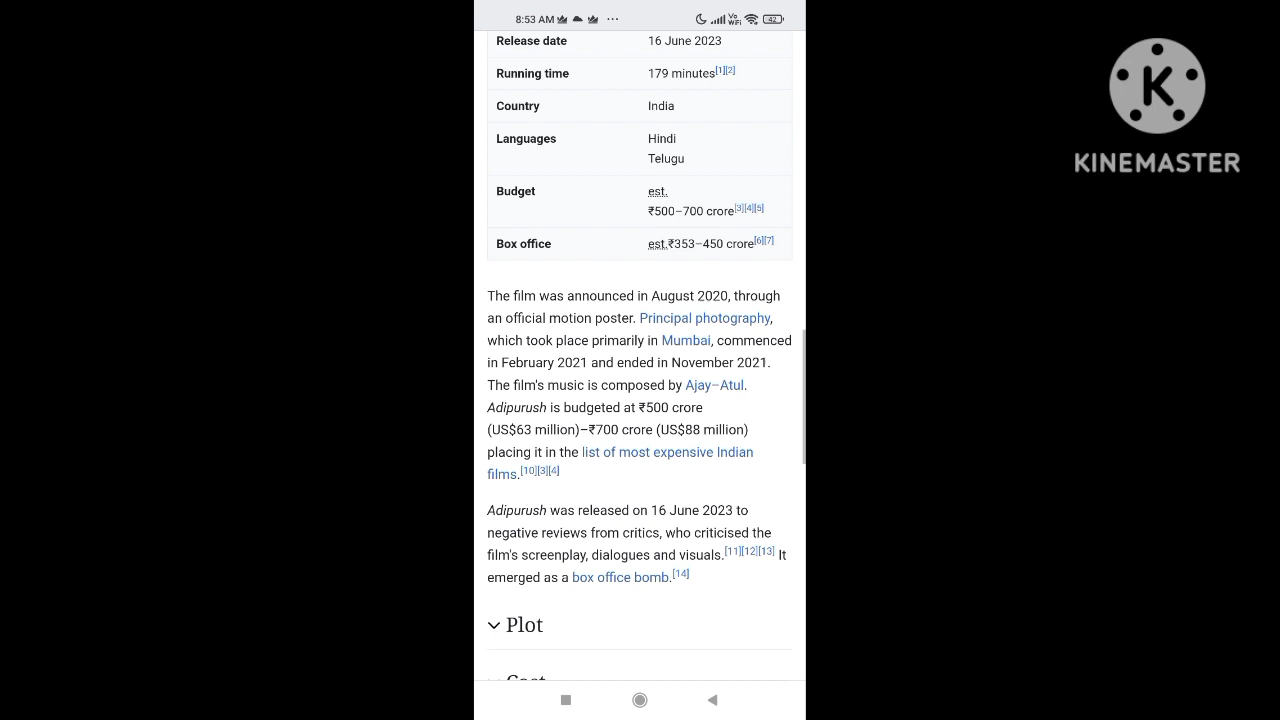 8:53 AM
Vo
WiFi
42
Release date 16 June 2023
Running time 179 minutes[1][2]
Country India
Languages Hindi
Telugu
Budget est.
₹500–700 crore[3][4][5]
Box office est.₹353–450 crore[6][7]
The film was announced in August 2020, through
an official motion poster. Principal photography,
which took place primarily in Mumbai, commenced
in February 2021 and ended in November 2021.
The film's music is composed by Ajay–Atul.
Adipurush is budgeted at ₹500 crore
(US$63 million)–₹700 crore (US$88 million)
placing it in the list of most expensive Indian
films.[10][3][4]
Adipurush was released on 16 June 2023 to
negative reviews from critics, who criticised the
film's screenplay, dialogues and visuals.[11][12][13] It
emerged as a box office bomb.[14]
Plot
Cast
K
KINEMASTER